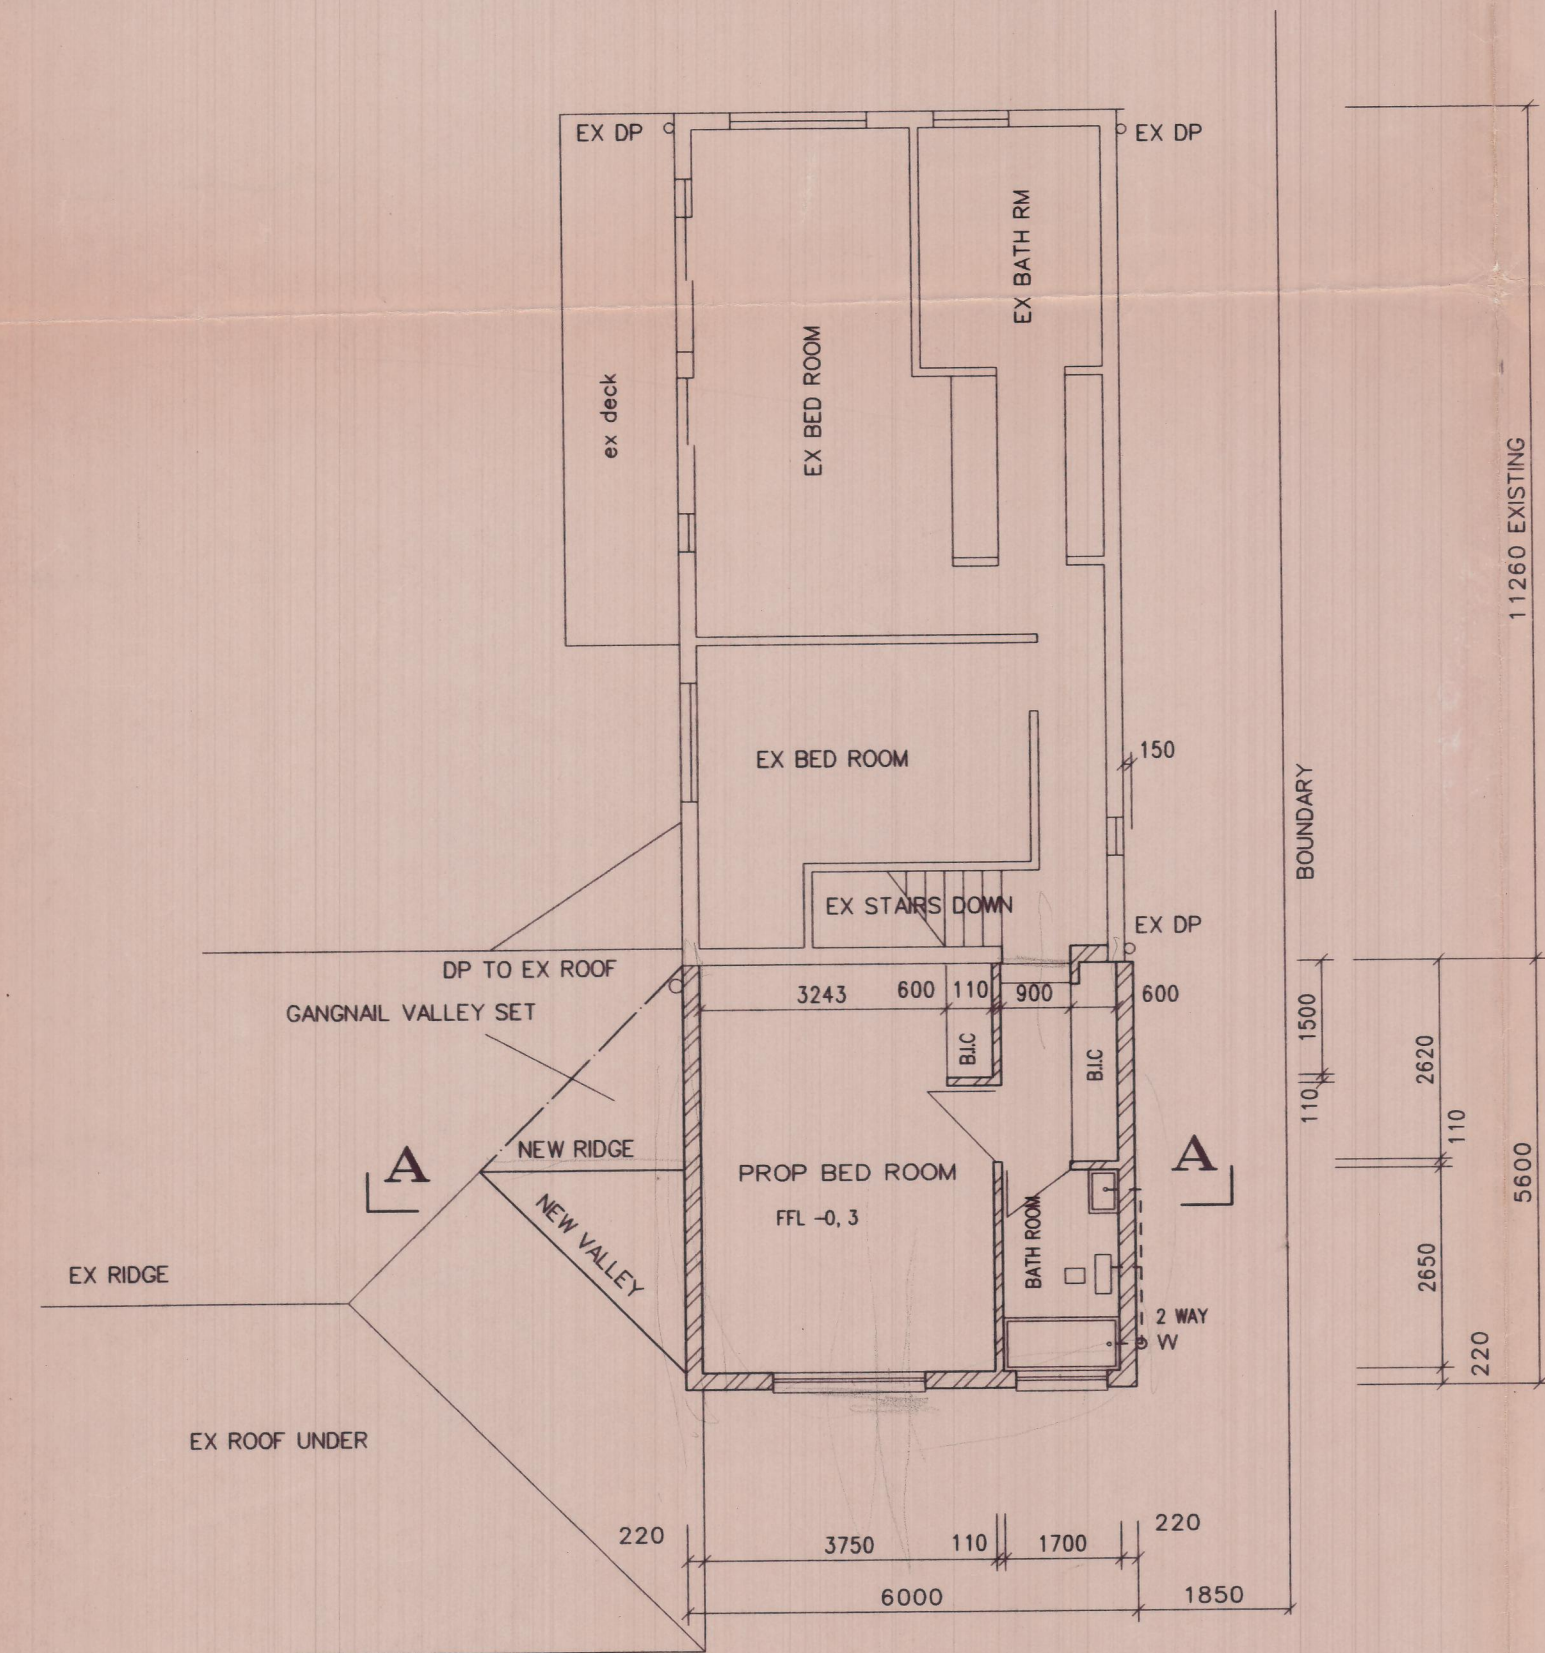 EX DP
EX DP
EX BATH RM
EX BED ROOM
ex deck
11260 EXISTING
EX BED ROOM
150
BOUNDARY
EX STAIRS DOWN
EX DP
DP TO EX ROOF
GANGNAIL VALLEY SET
3243
600
110
900
600
B.I.C
B.I.C
1500
110
2620
110
5600
NEW RIDGE
A
A
PROP BED ROOM
FFL -0, 3
NEW VALLEY
BATH ROOM
EX RIDGE
2650
2 WAY
VV
220
EX ROOF UNDER
220
3750
110
1700
220
6000
1850